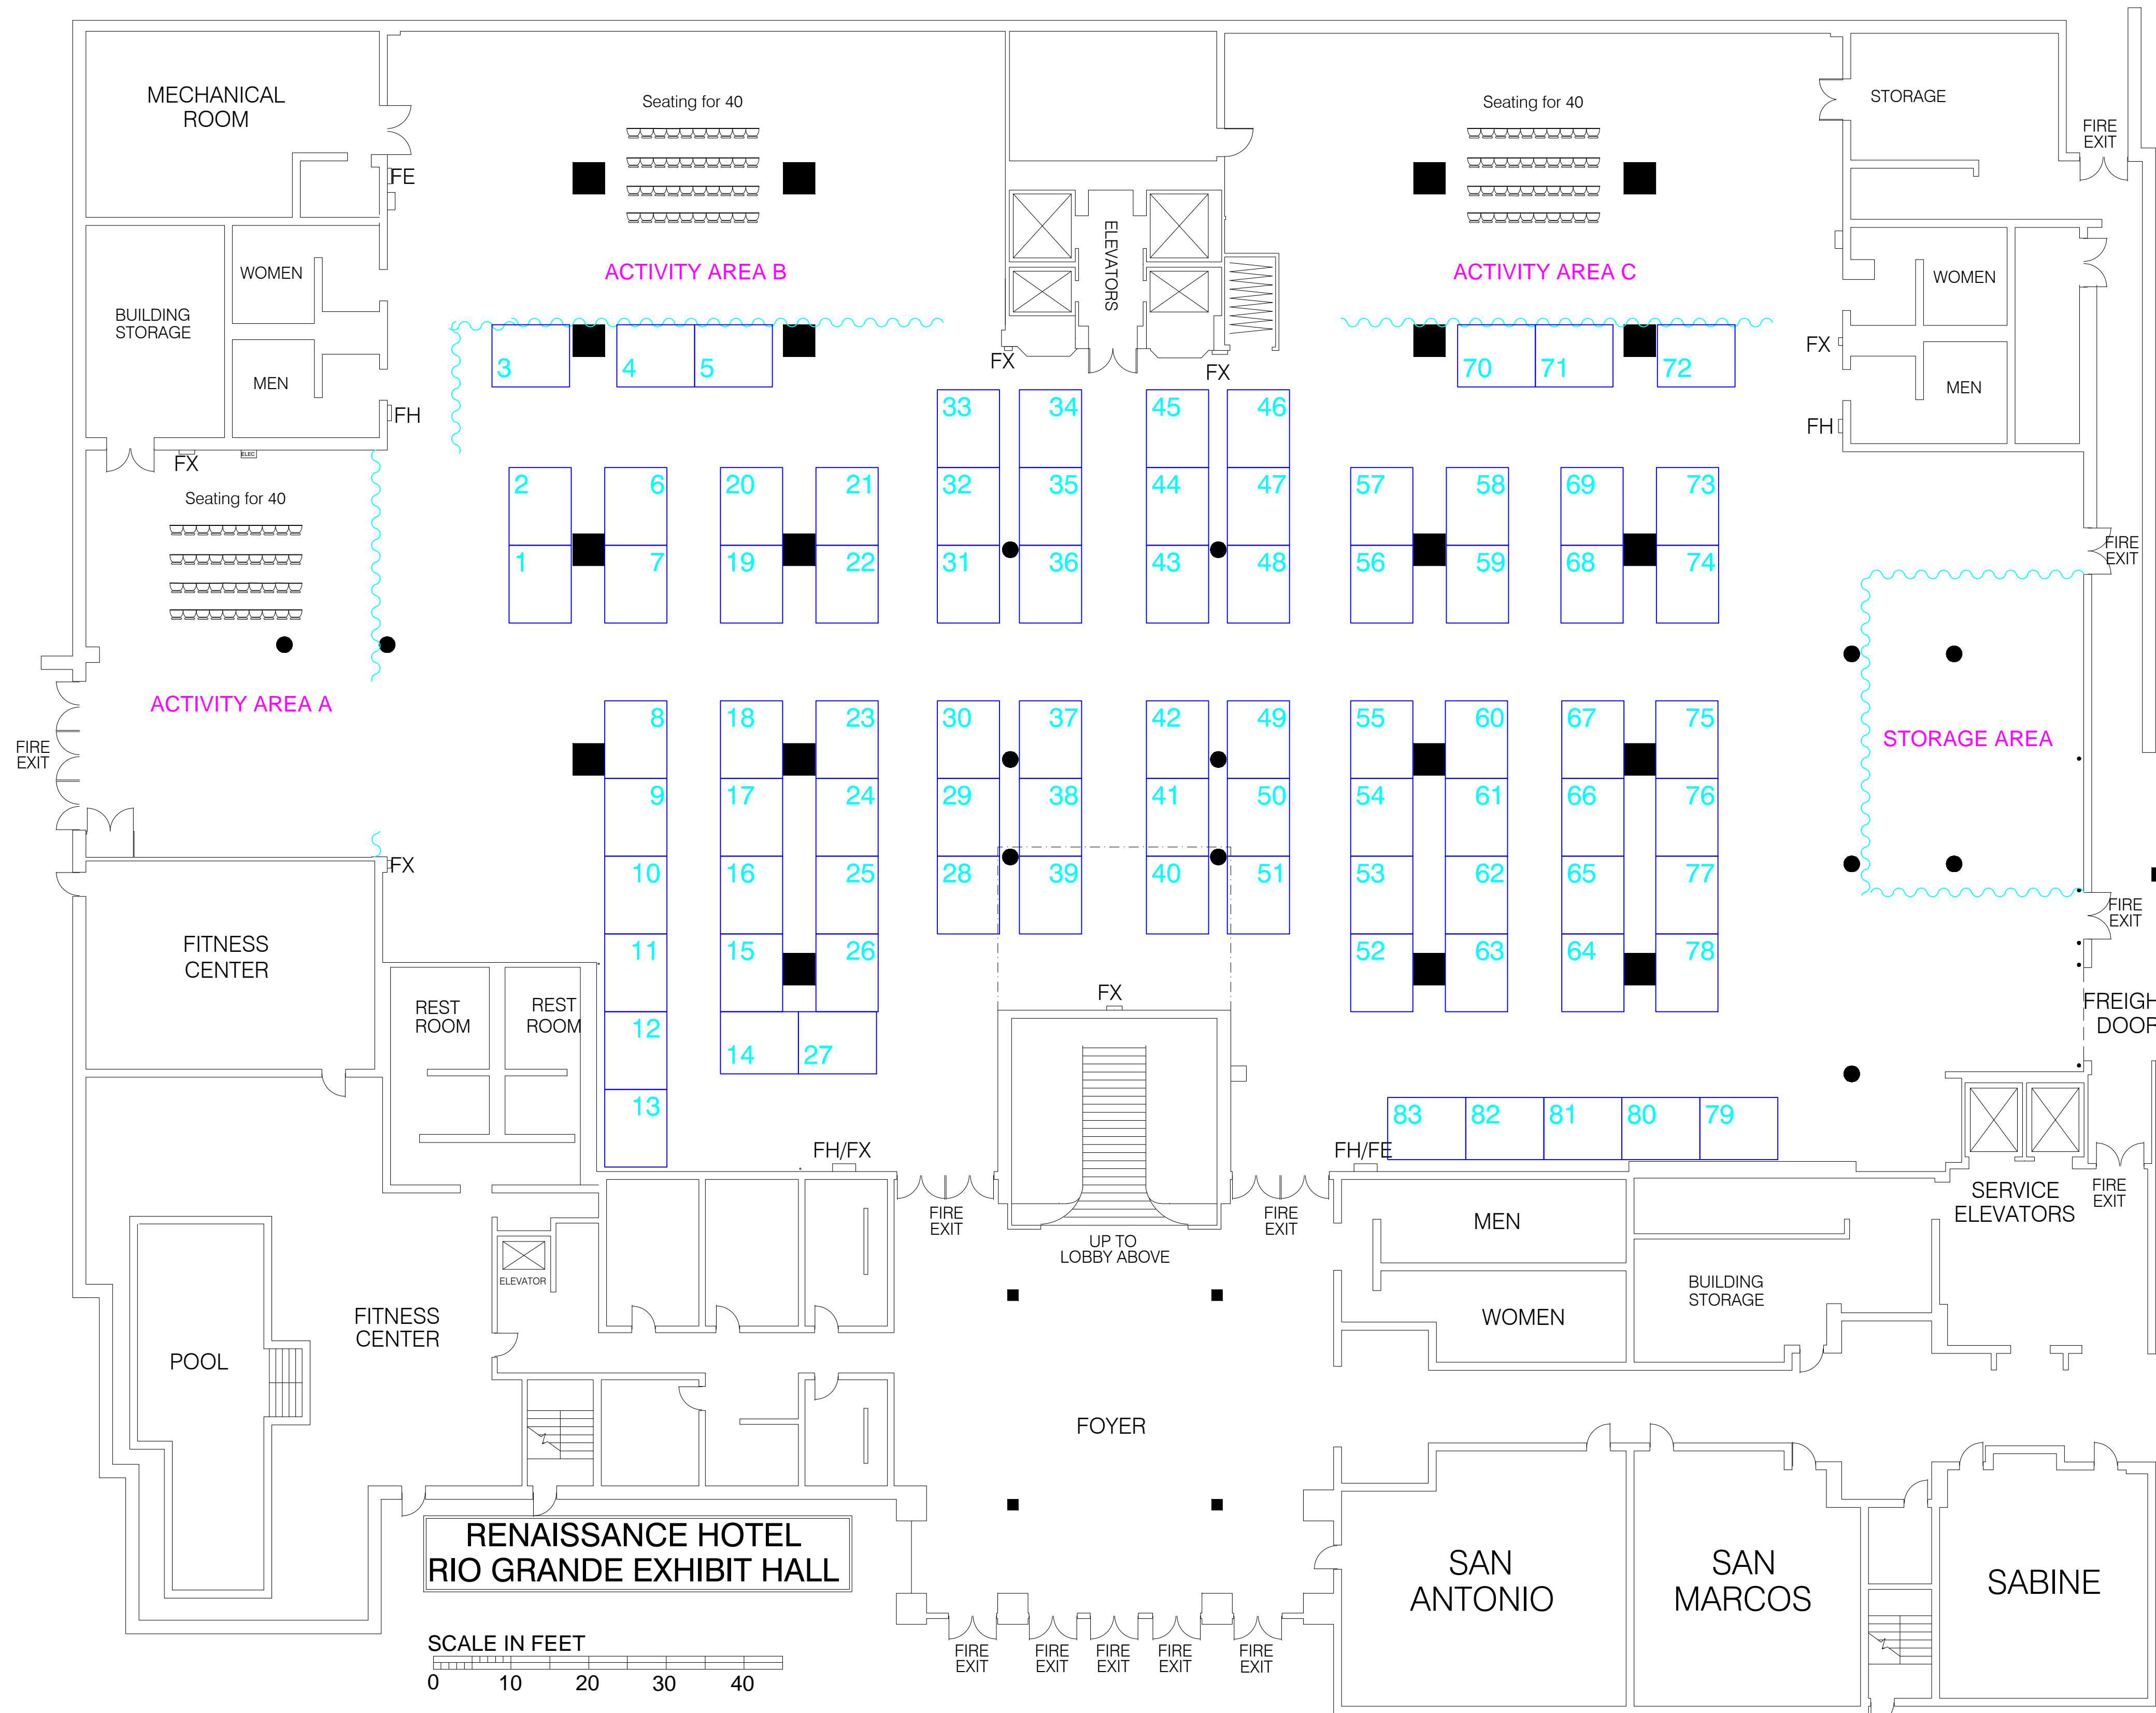 MECHANICAL
ROOM
Seating for 40
Seating for 40
STORAGE
FIRE
EXIT
FE
ELEVATORS
WOMEN
ACTIVITY AREA B
ACTIVITY AREA C
WOMEN
BUILDING
STORAGE
FX
FX
FX
MEN
3
4
5
70
71
72
MEN
FH
FH
33
34
45
46
FX
ELEC
Seating for 40
2
6
20
21
32
35
44
47
57
58
69
73
1
7
19
22
31
36
43
48
56
59
68
74
FIRE
EXIT
ACTIVITY AREA A
8
18
23
30
37
42
49
55
60
67
75
STORAGE AREA
FIRE
EXIT
9
17
24
29
38
41
50
54
61
66
76
FX
10
16
25
28
39
40
51
53
62
65
77
FIRE
EXIT
FITNESS
CENTER
11
15
26
52
63
64
78
REST
ROOM
REST
ROOM
FX
FREIGH
DOOR
12
14
27
13
83
82
81
80
79
FH/FX
FH/FE
FIRE
EXIT
FIRE
EXIT
SERVICE
ELEVATORS
FIRE
EXIT
MEN
UP TO
LOBBY ABOVE
ELEVATOR
BUILDING
STORAGE
FITNESS
CENTER
WOMEN
POOL
FOYER
RENAISSANCE HOTEL
RIO GRANDE EXHIBIT HALL
SAN
ANTONIO
SAN
MARCOS
SABINE
SCALE IN FEET
0 10 20 30 40
FIRE
EXIT
FIRE
EXIT
FIRE
EXIT
FIRE
EXIT
FIRE
EXIT